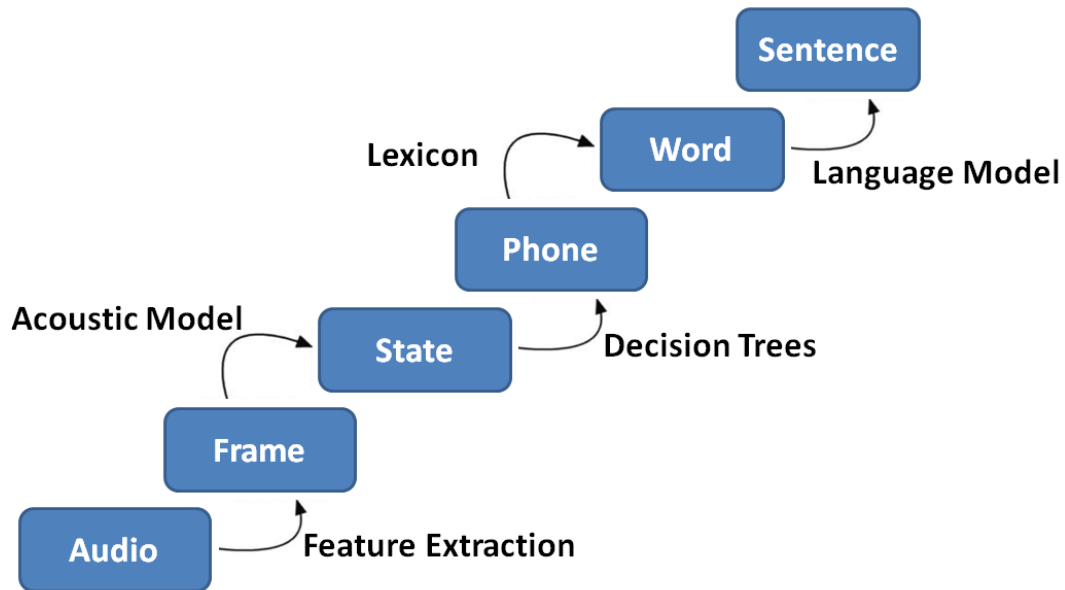 Sentence
Word
Lexicon
Language Model
Phone
Acoustic Model
State
Decision Trees
Frame
Audio
Feature Extraction